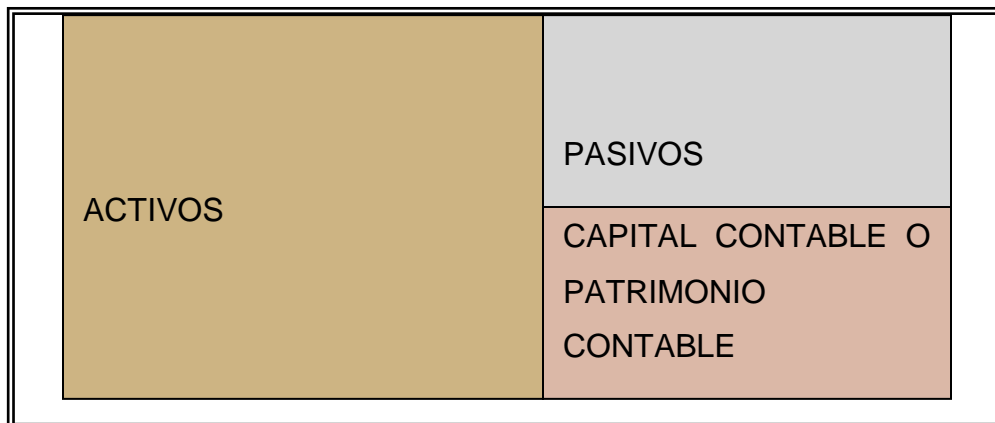 ACTIVOS
PASIVOS
CAPITAL CONTABLE O
PATRIMONIO
CONTABLE